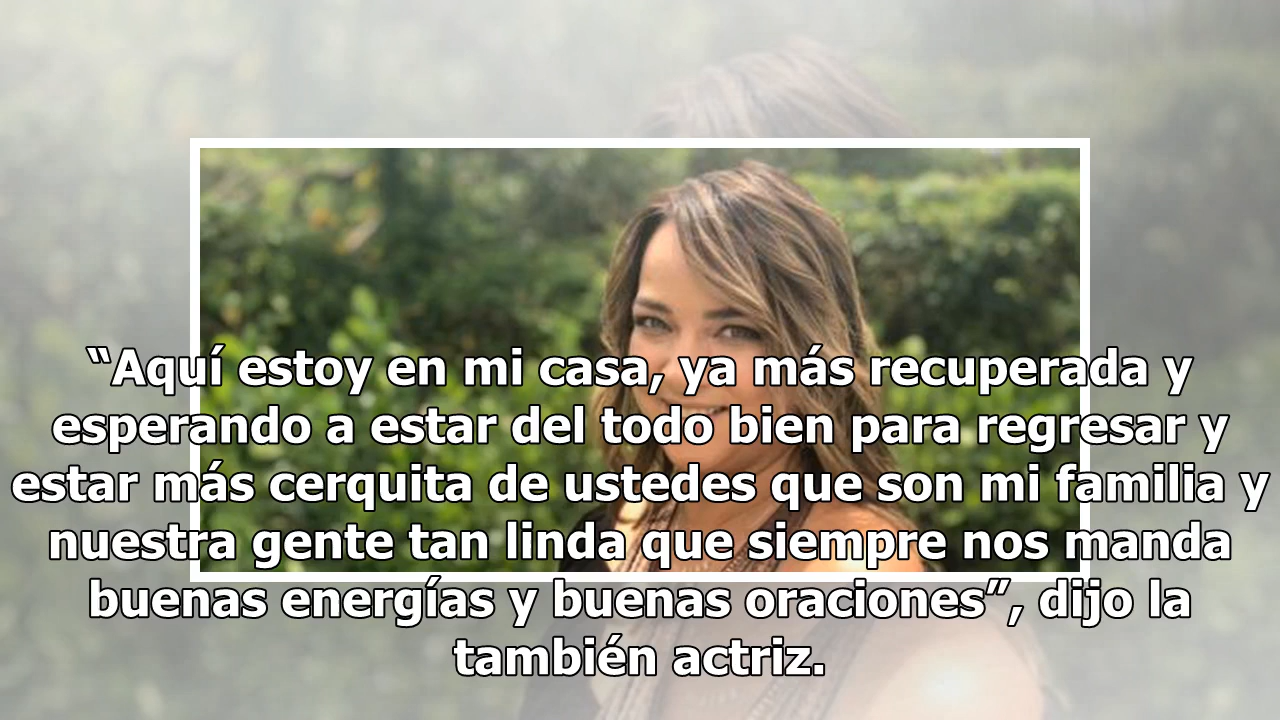 “Aquí estoy en mi casa, ya más recuperada y
esperando a estar del todo bien para regresar y
estar más cerquita de ustedes que son mi familia y
nuestra gente tan linda que siempre nos manda
buenas energías y buenas oraciones”, dijo la
también actriz.